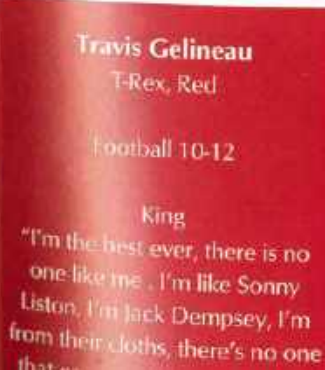 Travis Gelineau
T-Rex, Red
Football 10-12
King
"I'm the best ever, there is no
one like me . I'm like Sonny
Liston, I'm Jack Dempsey, I'm
from their cloths, there's no one
that